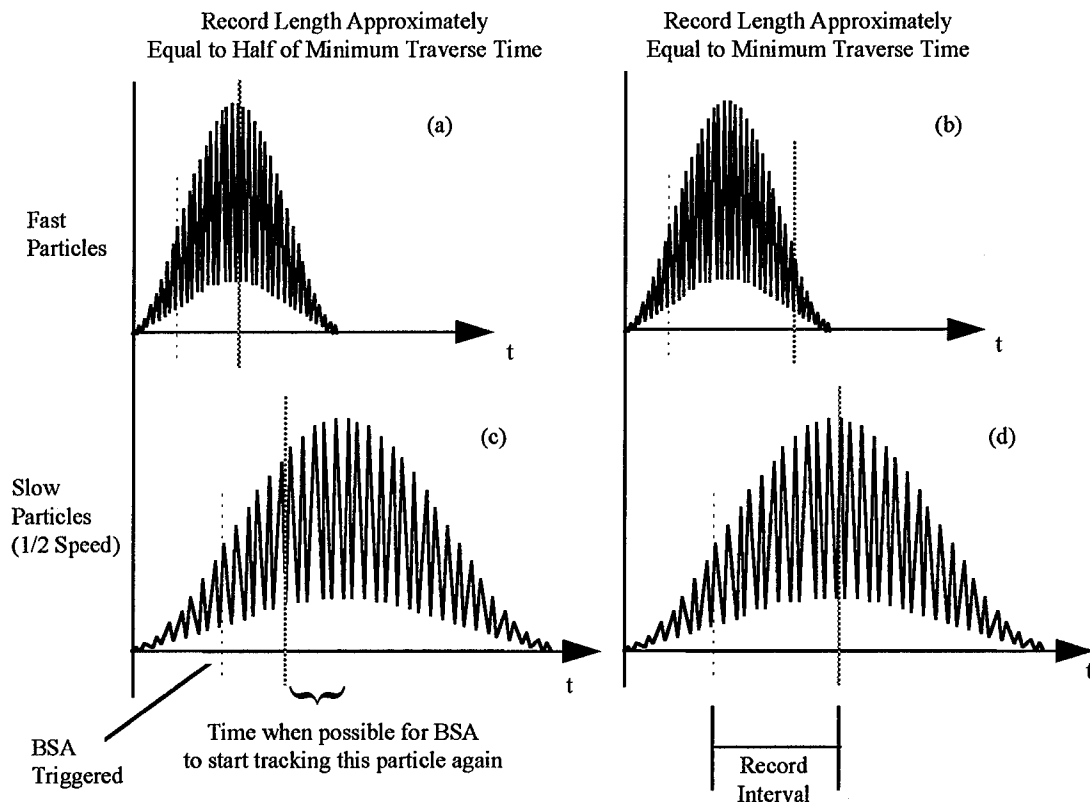 Record Length Approximately
Equal to Half of Minimum Traverse Time
Record Length Approximately
Equal to Minimum Traverse Time
(a)
(b)
Fast
Particles
t
t
(c)
(d)
Slow
Particles
(1/2 Speed)
t
t
BSA
Triggered
Time when possible for BSA
to start tracking this particle again
Record
Interval